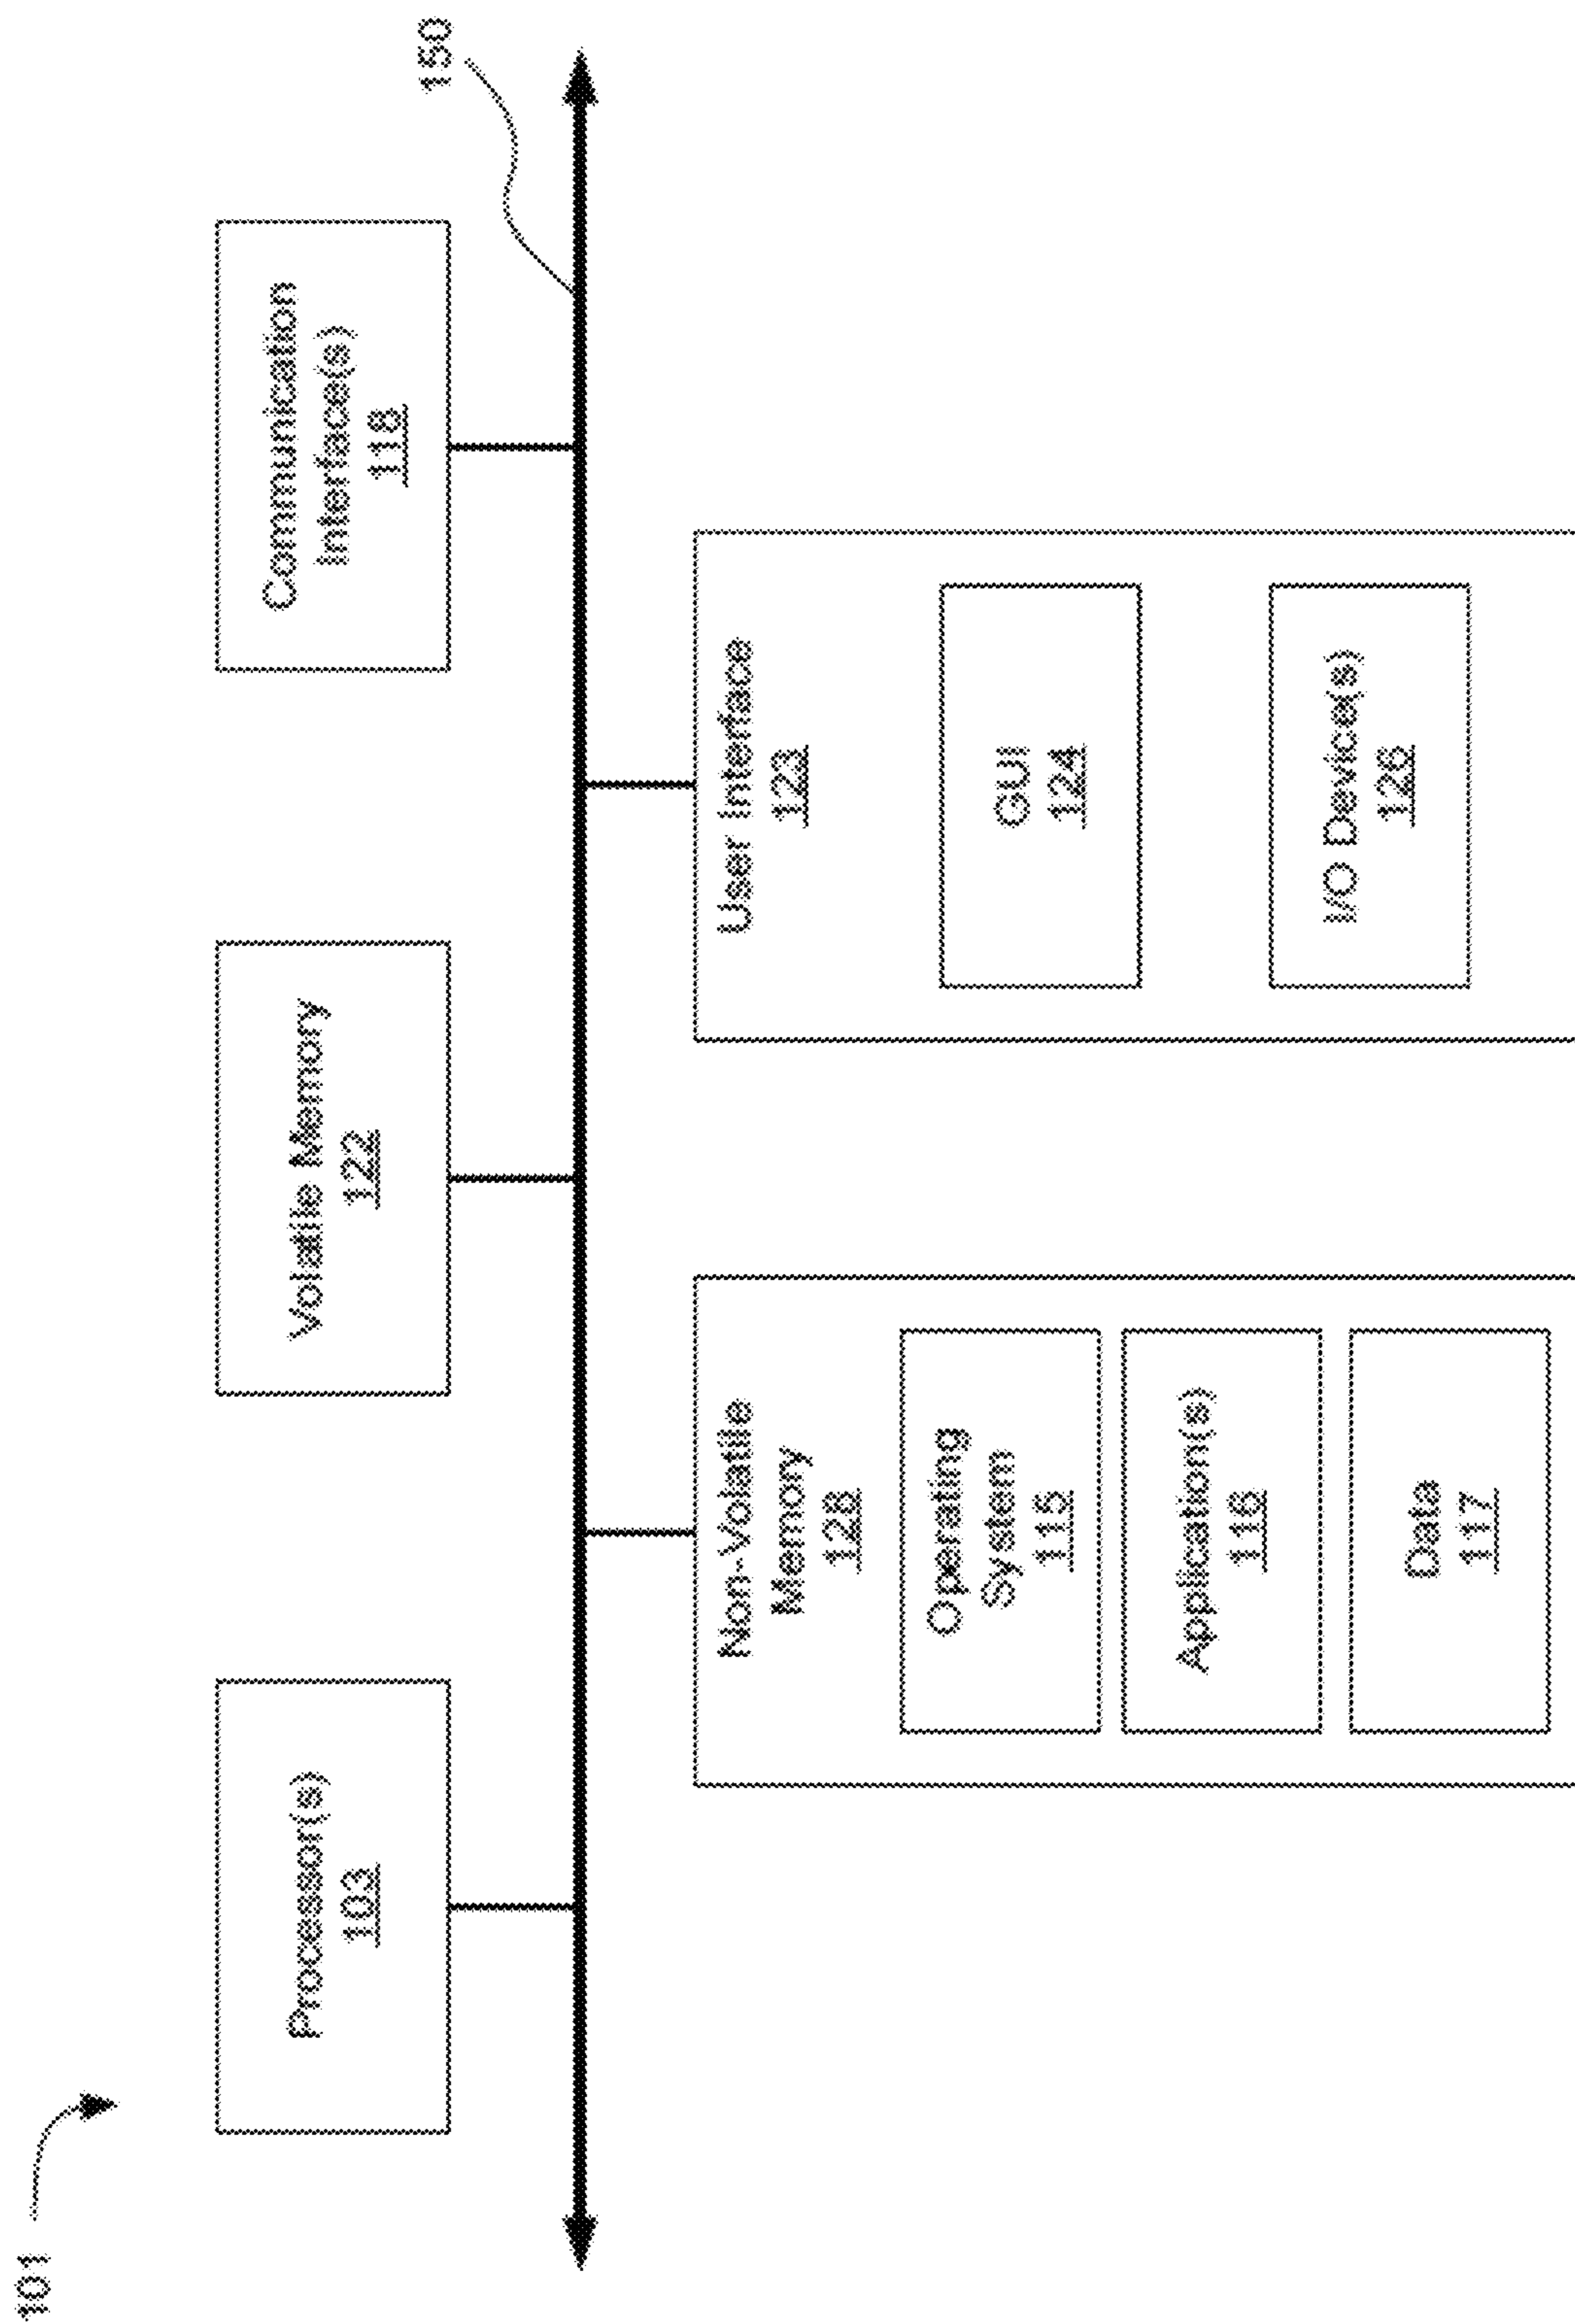 101
Processor(s)
103
Volatile Memory
122
Communication
Interface(s)
118
150
Non-Volatile
Memory
128
Operating
System
115
Application(s)
116
Data
117
User Interface
123
GUI
124
I/O Device(s)
126